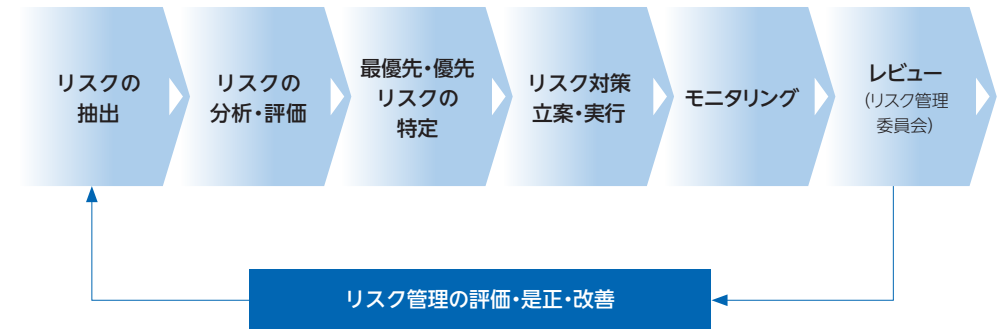 リスクの
抽出
リスクの
分析・評価
最優先・優先
リスクの
特定
リスク対策
立案・実行
モニタリング
レビュー
(リスク管理
委員会)
リスク管理の評価・是正・改善